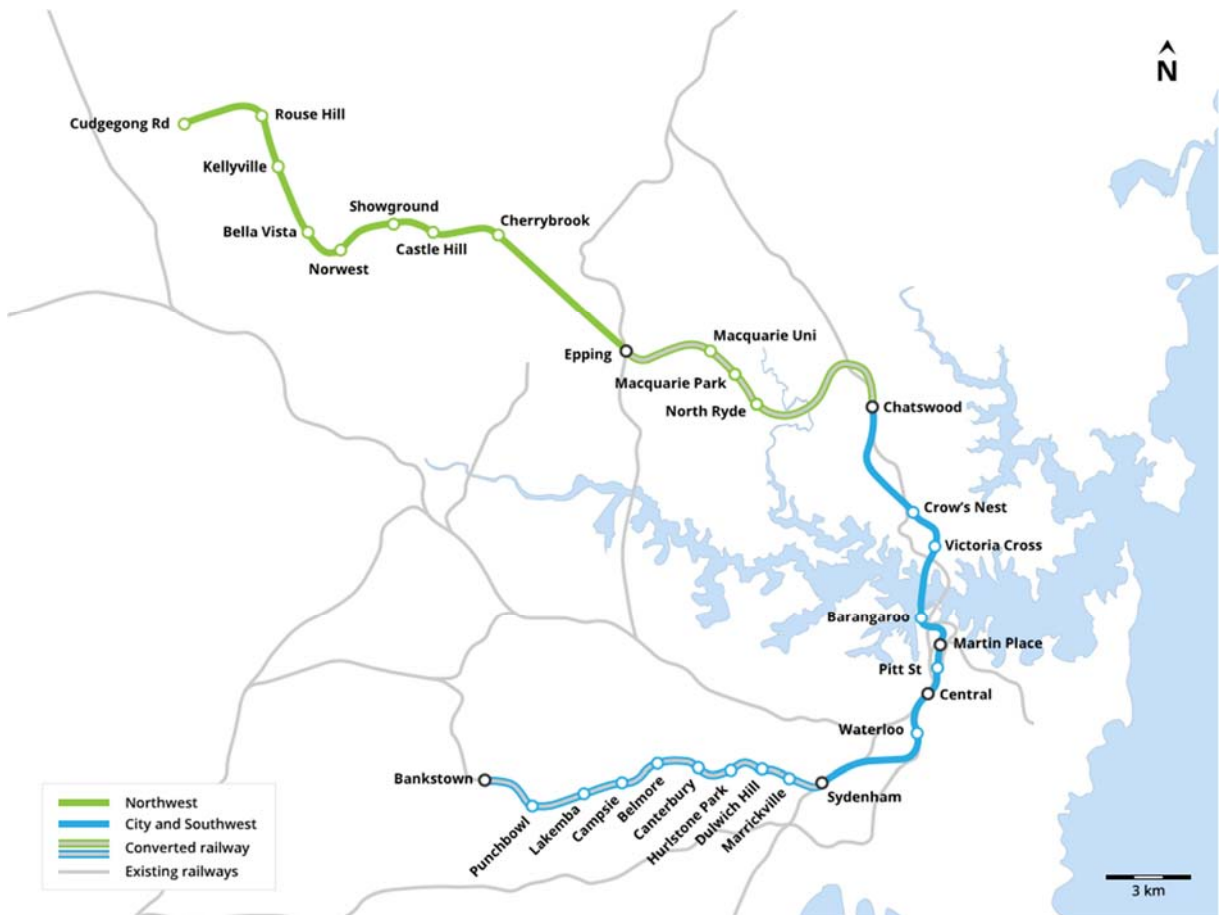 N
Cudgegong Rd
Rouse Hill
Kellyville
Showground
Cherrybrook
Bella Vista
Castle Hill
Norwest
Macquarie Uni
Epping
Macquarie Park
North Ryde
Chatswood
Crow's Nest
Victoria Cross
Barangaroo
Martin Place
Pitt St
Central
Waterloo
Bankstown
Sydenham
Punchbowl
Lakemba
Campsie
Belmore
Canterbury
Hurlstone Park
Dulwich Hill
Marrickville
Northwest
City and Southwest
Converted railway
Existing railways
3 km